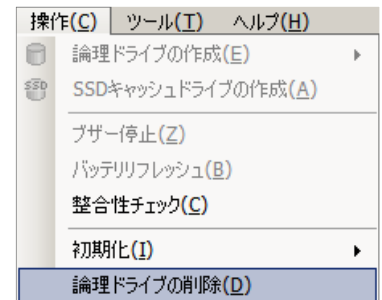 操作(C) ツール(T) ヘルプ(H)
論理ドライブの作成(E)
SSD SSDキャッシュドライブの作成(A)
ブザー停止(Z)
バッテリリフレッシュ(B)
整合性チェック(C)
初期化(I)
論理ドライブの削除(D)